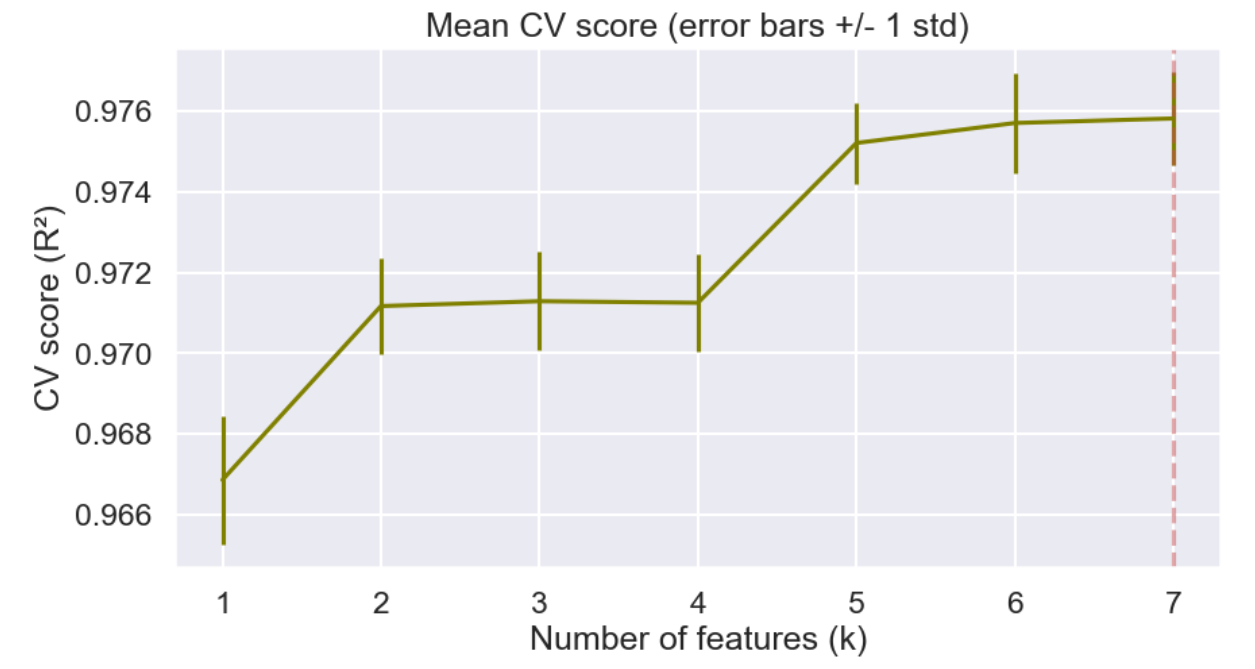 Mean CV score (error bars +/- 1 std)
CV score (R²)
0.976
0.974
0.972
0.970
0.968
0.966
1 2 3 4 5 6 7
Number of features (k)